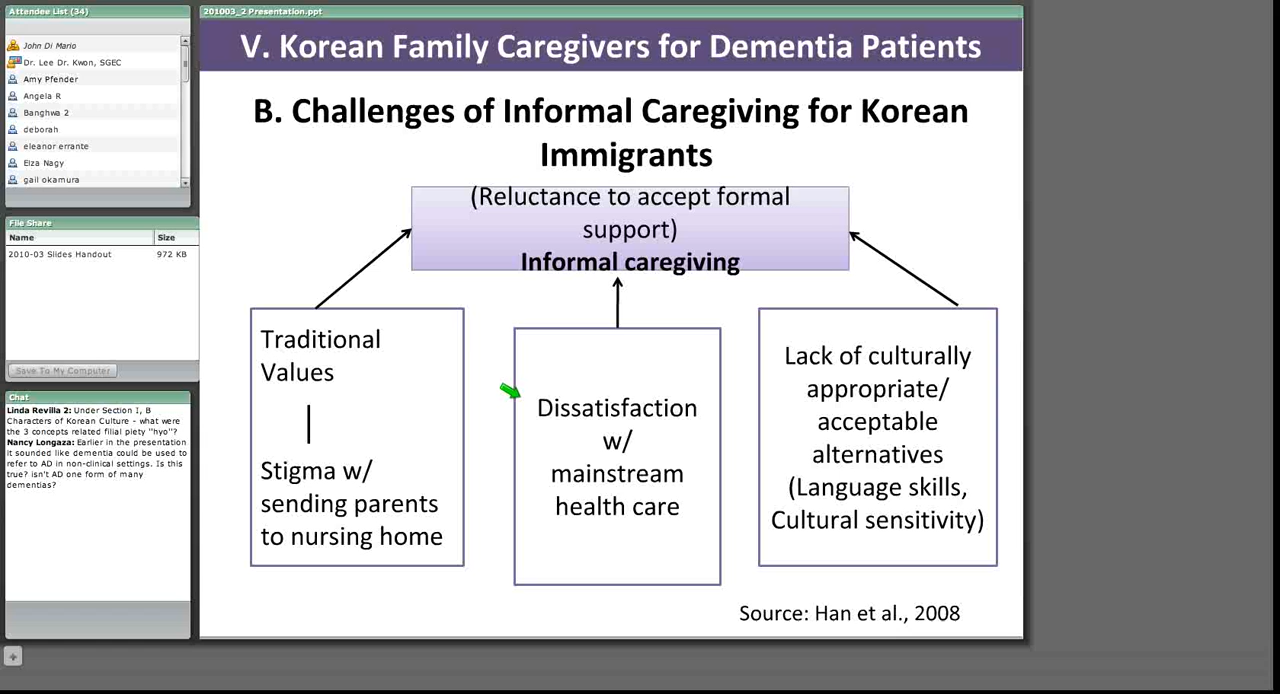 Attendee List (34)
John Di Mario
Dr. Lee Dr. Kwon, SGEC
Amy Pfender
Angela R
Banghwa 2
deborah
eleanor errante
Elza Nagy
gail okamura
File Share
Name Size
2010-03 Slides Handout 972 KB
Save To My Computer
Chat
Linda Revilla 2: Under Section I, B
Characters of Korean Culture - what were
the 3 concepts related filial piety "hyo"?
Nancy Longaza: Earlier in the presentation
it sounded like dementia could be used to
refer to AD in non-clinical settings. Is this
true? isn't AD one form of many
dementias?
201003_2 Presentation.ppt
V. Korean Family Caregivers for Dementia Patients
B. Challenges of Informal Caregiving for Korean
Immigrants
(Reluctance to accept formal
support)
Informal caregiving
Traditional
Values
Stigma w/
sending parents
to nursing home
Dissatisfaction
w/
mainstream
health care
Lack of culturally
appropriate/
acceptable
alternatives
(Language skills,
Cultural sensitivity)
Source: Han et al., 2008